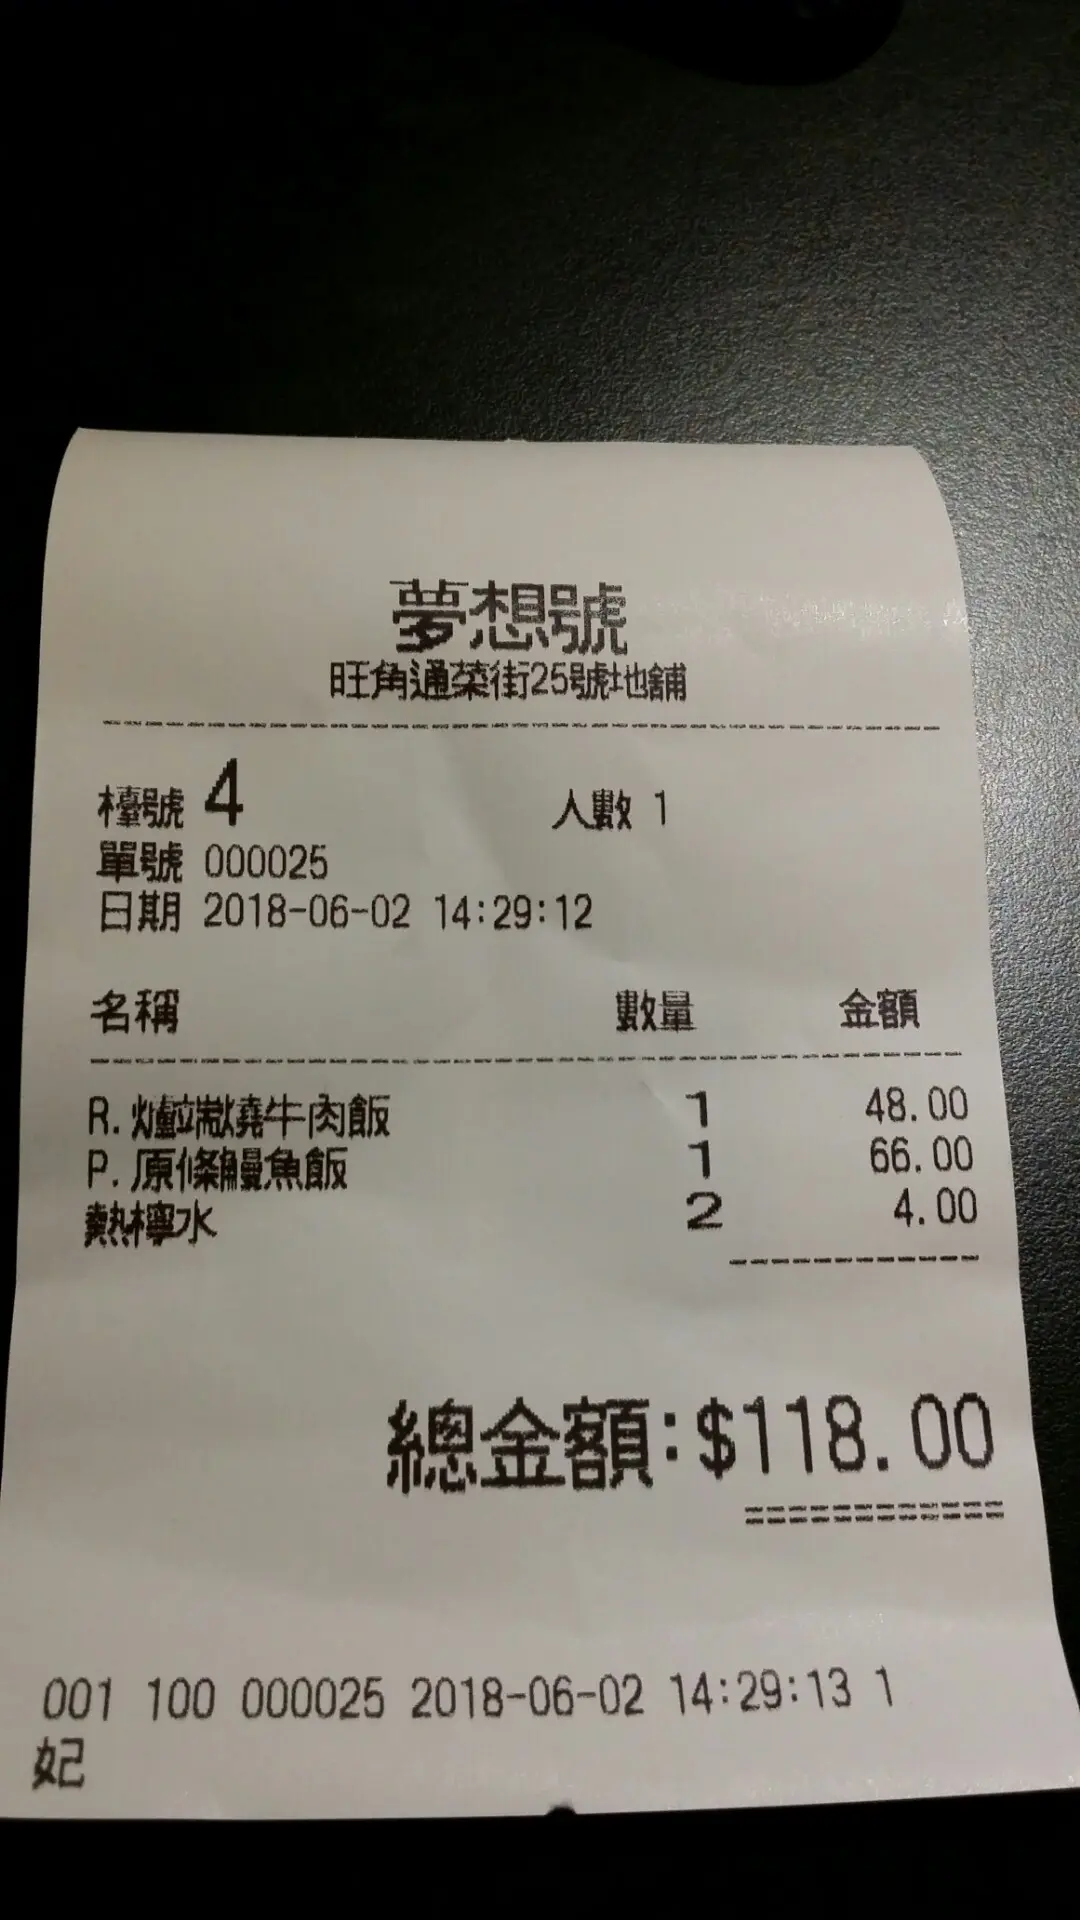 夢想號
旺角通菜街25號地舖
檯號 4 人數 1
單號 000025
日期 2018-06-02 14:29:12
名稱 數量 金額
R. 爐端燒牛肉飯 1 48.00
P. 原條鰻魚飯 1 66.00
熱檸水 2 4.00
總金額:$118.00
001 100 000025 2018-06-02 14:29:13 1
妃